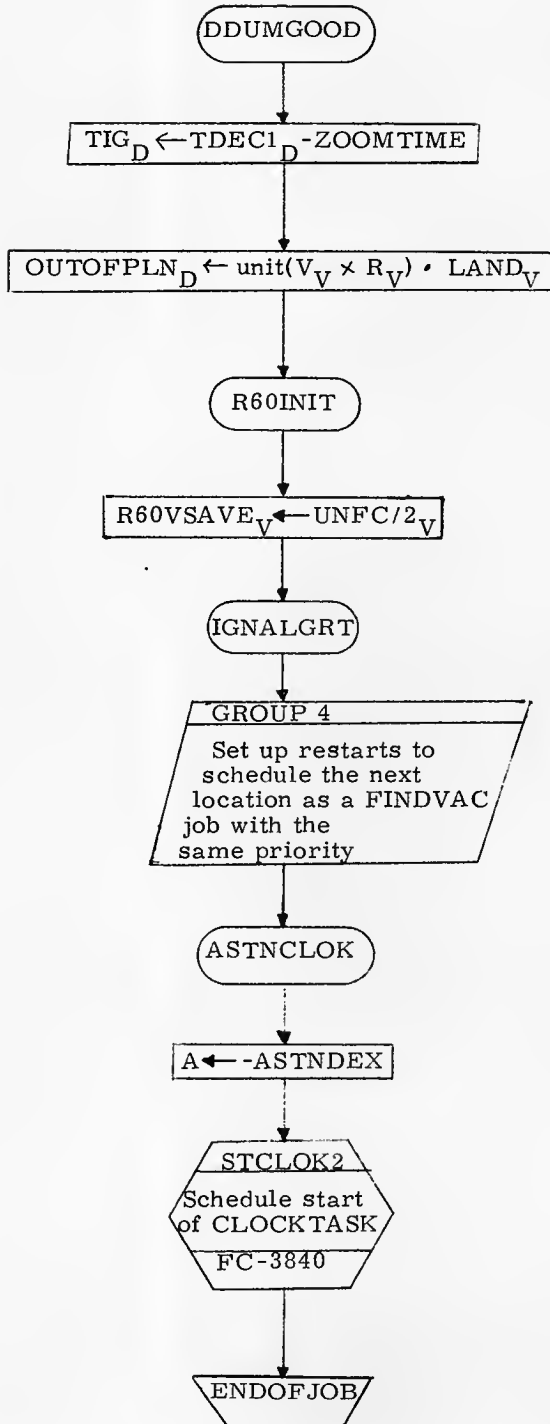 DDUMGOOD
TIG_D ← TDEC1_D-ZOOMTIME
OUTOFPLN_D ← unit(V_V × R_V) • LAND_V
R60INIT
R60VSAVE_V ← UNFC/2_V
IGNALGRT
GROUP 4
Set up restarts to
schedule the next
location as a FINDVAC
job with the
same priority
ASTNCLOK
A ← -ASTNDEX
STCLOK2
Schedule start
of CLOCKTASK
FC-3840
ENDOFJOB